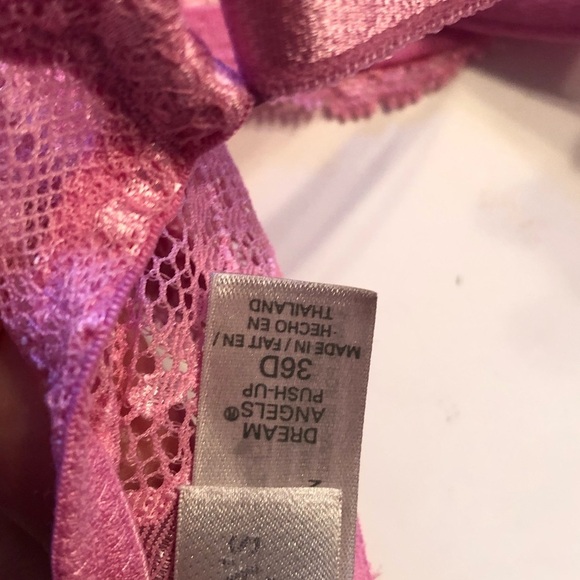 DREAM
ANGELS®
PUSH-UP
36D
MADE IN / FAIT EN /
HECHO EN
THAILAND